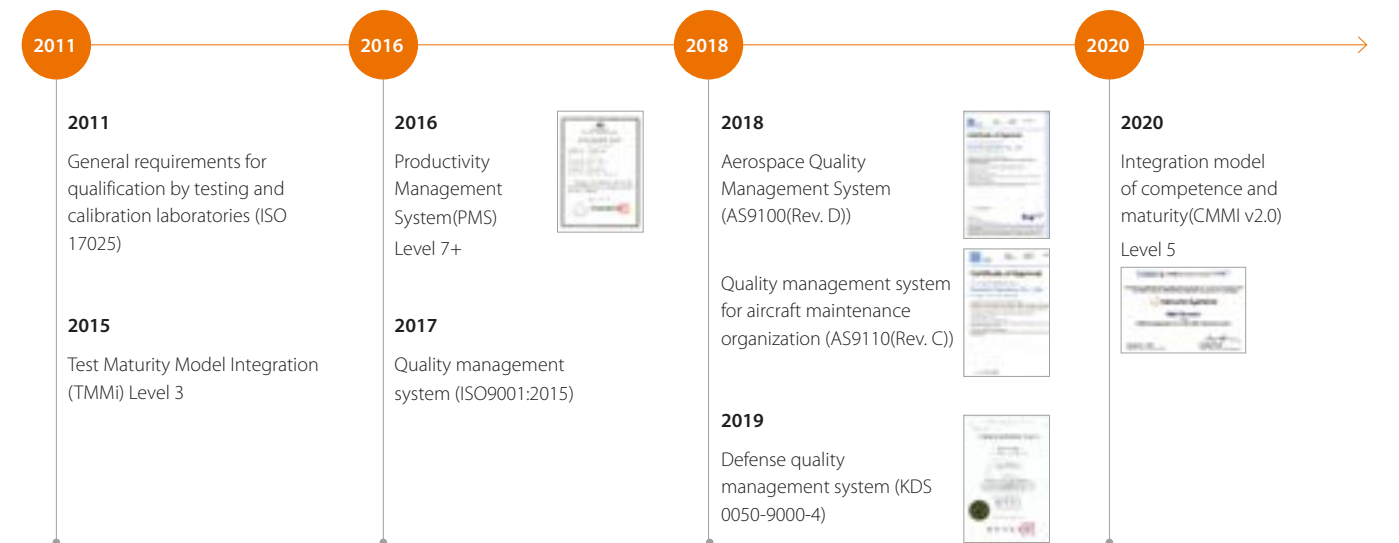 2011
2016
2018
2020
2011
General requirements for
qualification by testing and
calibration laboratories (ISO
17025)
2015
Test Maturity Model Integration
(TMMi) Level 3
2016
Productivity
Management
System(PMS)
Level 7+
2017
Quality management
system (ISO9001:2015)
2018
Aerospace Quality
Management System
(AS9100(Rev. D))
Quality management system
for aircraft maintenance
organization (AS9110(Rev. C))
2019
Defense quality
management system (KDS
0050-9000-4)
2020
Integration model
of competence and
maturity(CMMI v2.0)
Level 5